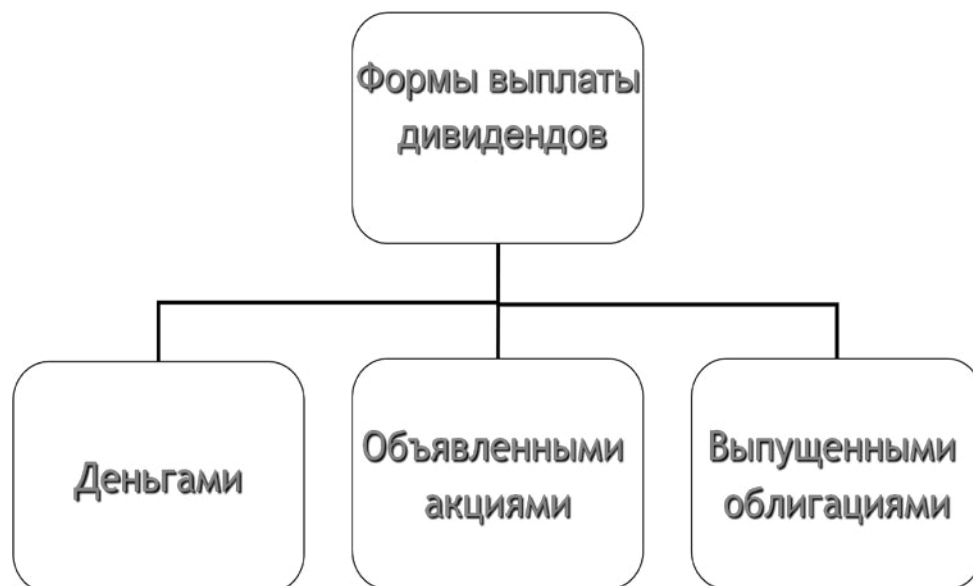 Формы выплаты
дивидендов
Деньгами
Объявленными
акциями
Выпущенными
облигациями